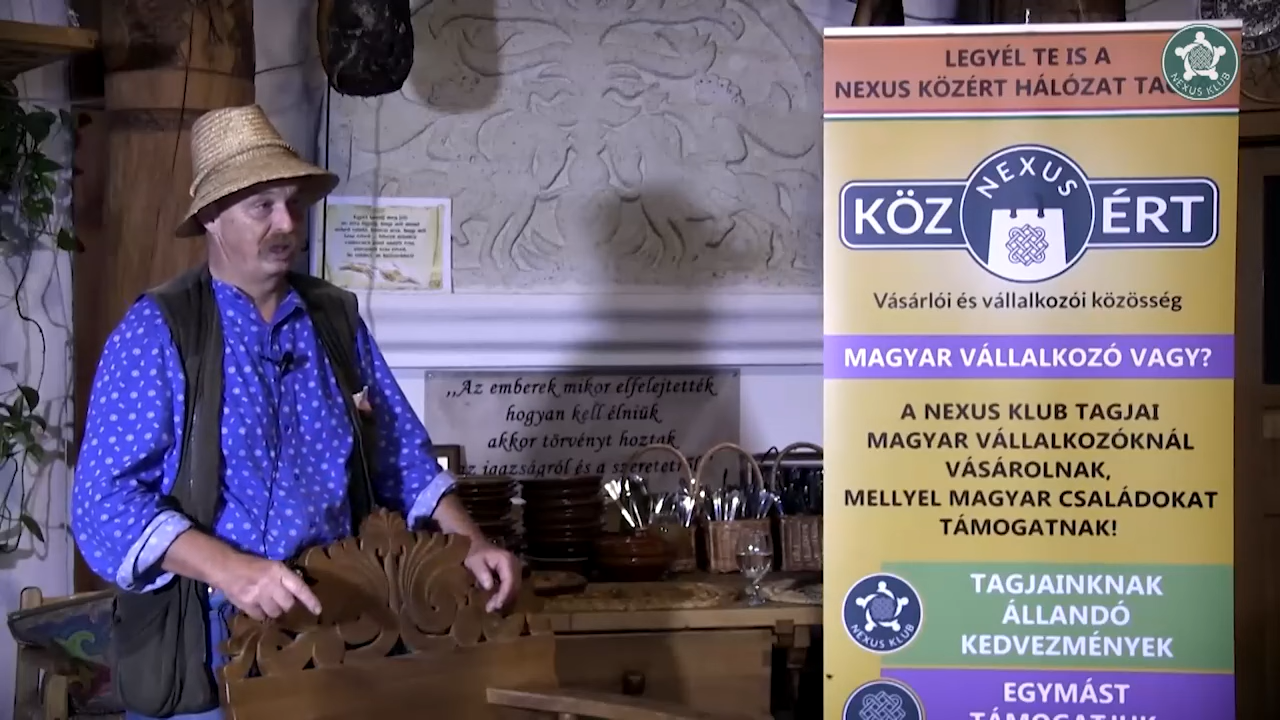 LEGYÉL TE IS A
NEXUS KÖZÉRT HÁLÓZAT
NEXUS KLUB
NEXUS
KÖZ ÉRT
Vásárlói és vállalkozói közösség
MAGYAR VÁLLALKOZÓ VAGY?
A NEXUS KLUB TAGJAI
MAGYAR VÁLLALKOZÓKNÁL
VÁSÁROLNAK,
MELLYEL MAGYAR CSALÁDOKAT
TÁMOGATNAK!
NEXUS KLUB
TAGJAINKNAK
ÁLLANDÓ
KEDVEZMÉNYEK
EGYMÁST
TÁMOGATJUK
„Az emberek mikor elfelejtették
hogyan kell élniük
akkor törvényt hoztak
az igazságról és a